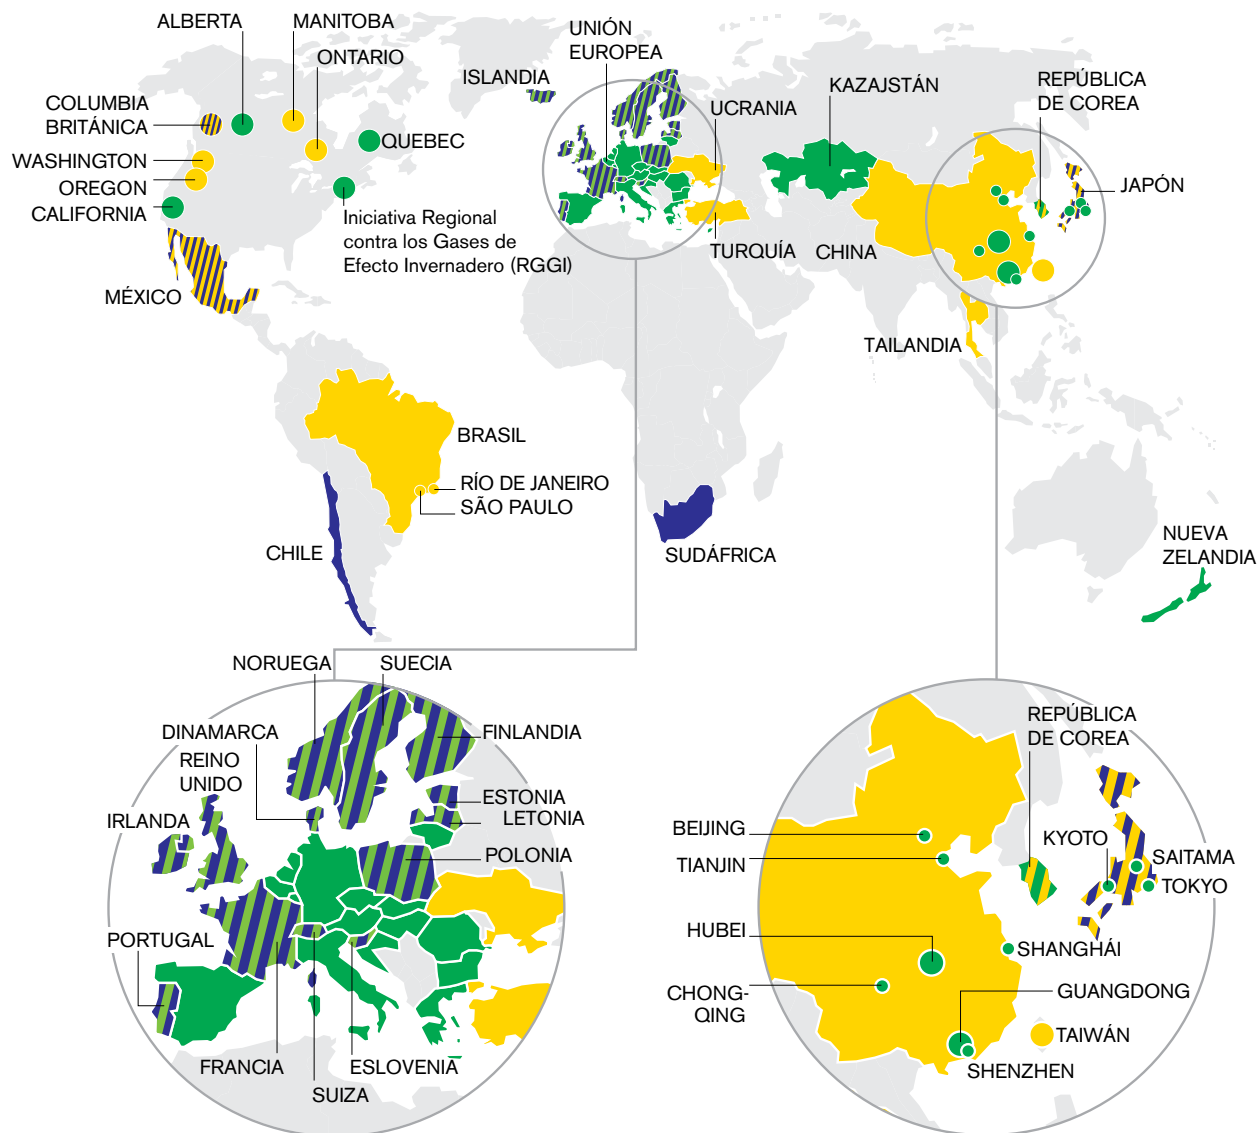 ALBERTA
MANITOBA
ONTARIO
COLUMBIA
BRITÁNICA
QUEBEC
WASHINGTON
OREGON
CALIFORNIA
Iniciativa Regional
contra los Gases de
Efecto Invernadero (RGGI)
MÉXICO
ISLANDIA
UNIÓN
EUROPEA
UCRANIA
KAZAJSTÁN
REPÚBLICA
DE COREA
JAPÓN
TURQUÍA
CHINA
TAILANDIA
BRASIL
RÍO DE JANEIRO
SÃO PAULO
CHILE
SUDÁFRICA
NUEVA
ZELANDIA
NORUEGA
SUECIA
DINAMARCA
FINLANDIA
REINO
UNIDO
ESTONIA
LETONIA
IRLANDA
POLONIA
PORTUGAL
FRANCIA
ESLOVENIA
SUIZA
REPÚBLICA
DE COREA
BEIJING
KYOTO
TIANJIN
SAITAMA
TOKYO
HUBEI
SHANGHÁI
CHONG-
QING
GUANGDONG
TAIWÁN
SHENZHEN